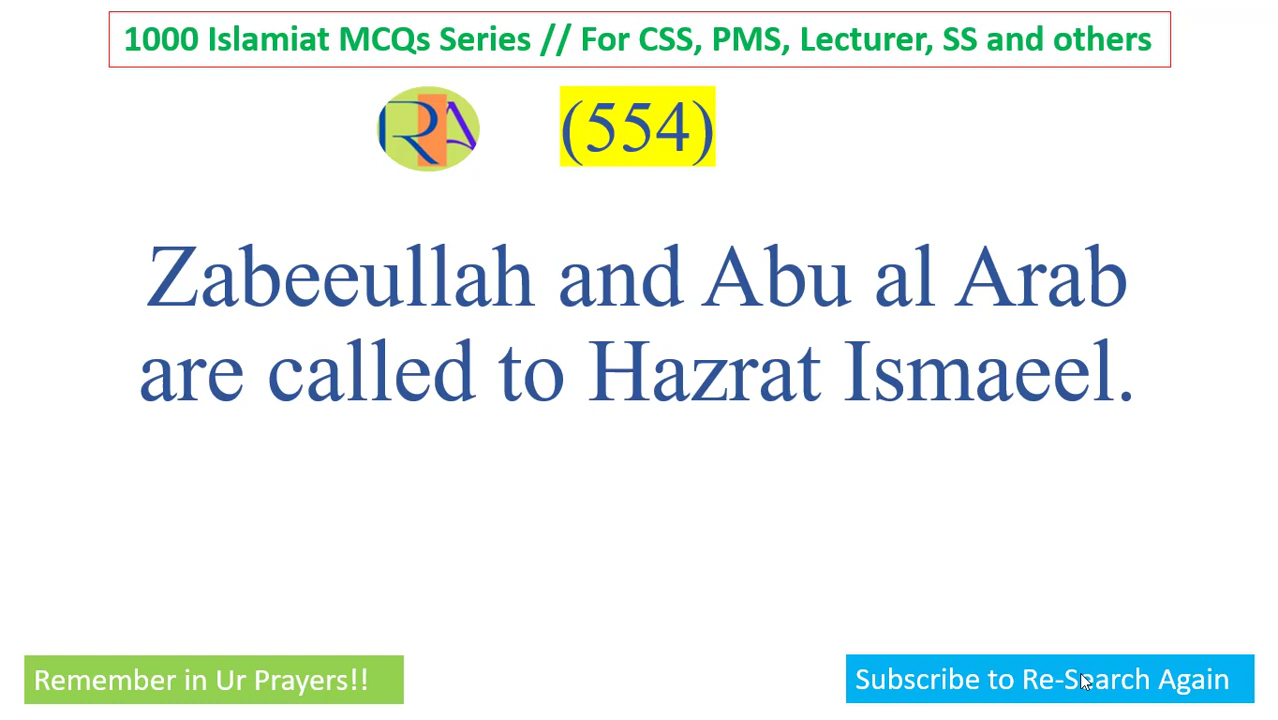 1000 Islamiat MCQs Series // For CSS, PMS, Lecturer, SS and others
RA (554)
Zabeeullah and Abu al Arab
are called to Hazrat Ismaeel.
Remember in Ur Prayers!!
Subscribe to Re-Search Again